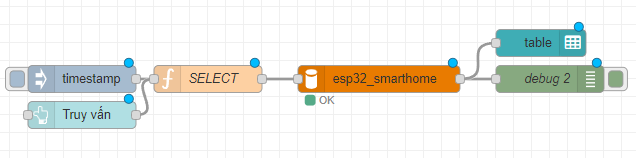 table
timestamp
SELECT
esp32_smarthome
debug 2
OK
Truy vấn